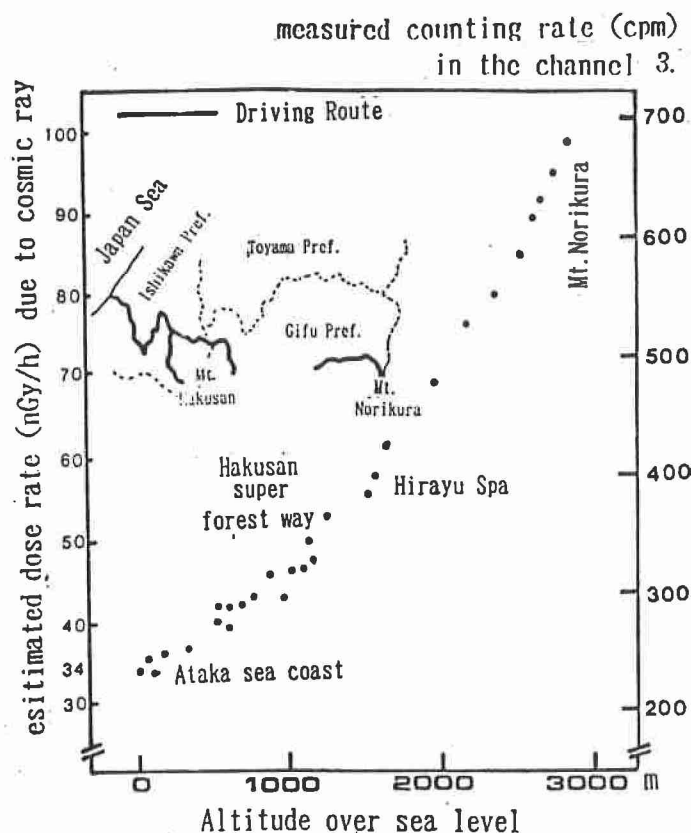 measured counting rate (cpm)
in the channel 3.
esitimated dose rate (nGy/h) due to cosmic ray
Driving Route
100
90
80
70
60
50
40
34
30
700
600
500
400
300
200
Japan Sea
Ishikawa Pref.
Toyama Pref.
Gifu Pref.
Mt.
Hakusan
Mt.
Norikura
Mt.Norikura
Hakusan
super
forest way
Hirayu Spa
Ataka sea coast
0 1000 2000 3000 m
Altitude over sea level